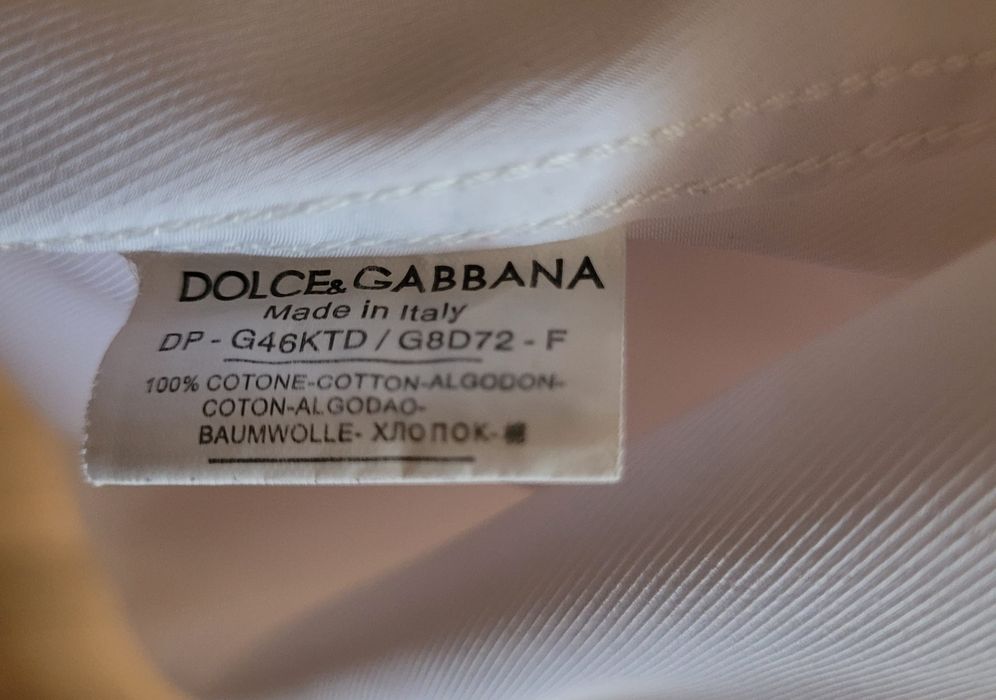 DOLCE&GABBANA
Made in Italy
DP - G46KTD / G8D72 - F
100% COTONE-COTTON-ALGODON-
COTON-ALGODAO-
BAUMWOLLE- ХЛОПОК-